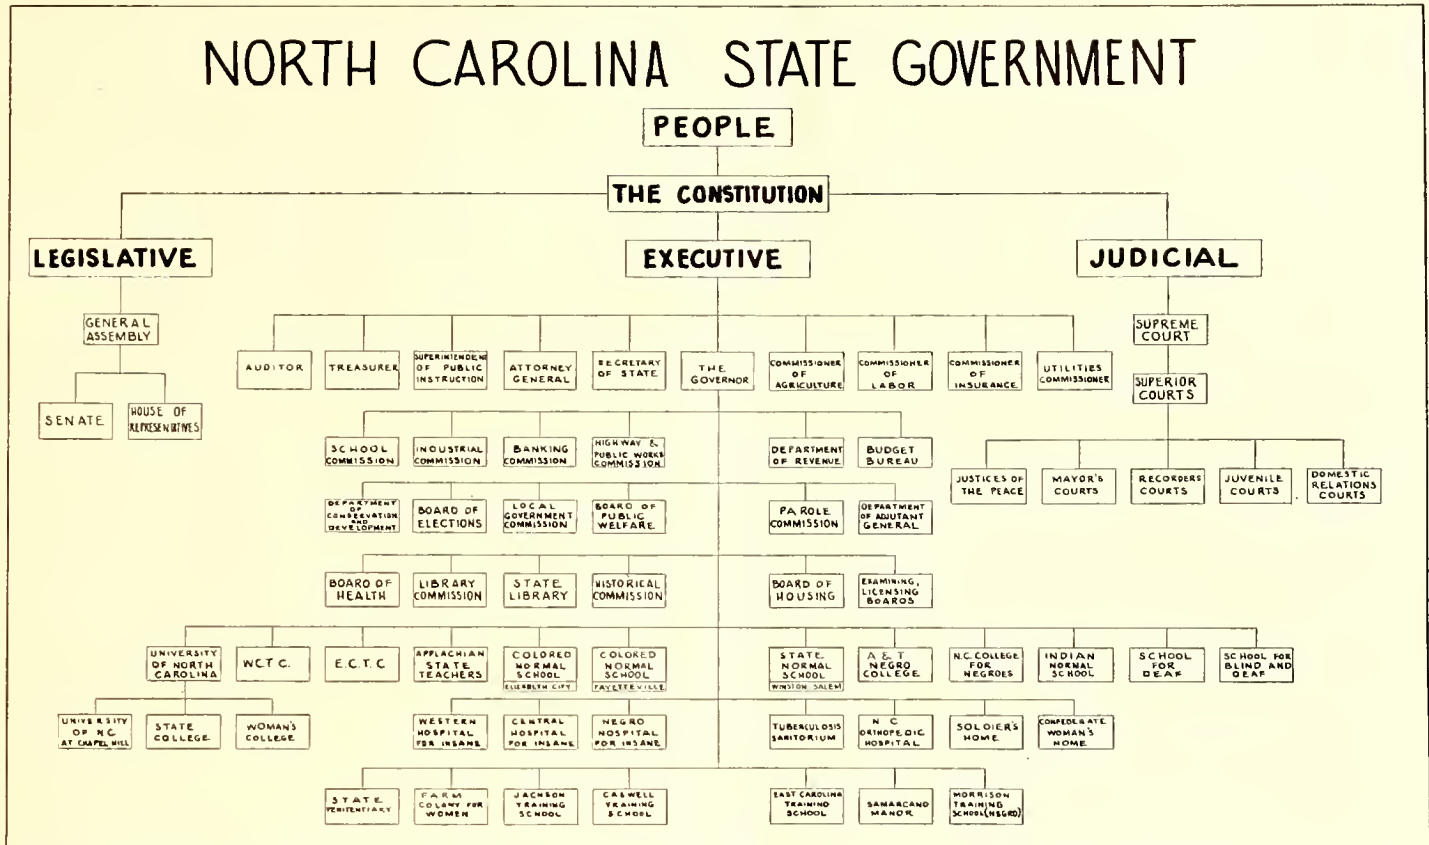 NORTH CAROLINA STATE GOVERNMENT
PEOPLE
THE CONSTITUTION
LEGISLATIVE
EXECUTIVE
JUDICIAL
GENERAL
ASSEMBLY
SENATE
HOUSE OF
REPRESENTATIVES
AUDITOR
TREASURER
SUPERINTENDENT
OF PUBLIC
INSTRUCTION
ATTORNEY
GENERAL
SECRETARY
OF STATE
THE
GOVERNOR
COMMISSIONER
OF
AGRICULTURE
COMMISSIONER
OF
LABOR
COMMISSIONER
OF
INSURANCE
UTILITIES
COMMISSIONER
SUPREME
COURT
SUPERIOR
COURTS
JUSTICES OF
THE PEACE
MAYOR'S
COURTS
RECORDERS
COURTS
JUVENILE
COURTS
DOMESTIC
RELATIONS
COURTS
SCHOOL
COMMISSION
INDUSTRIAL
COMMISSION
BANKING
COMMISSION
HIGHWAY &
PUBLIC WORKS
COMMISSION
DEPARTMENT
OF REVENUE
BUDGET
BUREAU
DEPARTMENT
OF
CONSERVATION
AND
DEVELOPMENT
BOARD OF
ELECTIONS
LOCAL
GOVERNMENT
COMMISSION
BOARD OF
PUBLIC
WELFARE
PAROLE
COMMISSION
DEPARTMENT
OF ADJUTANT
GENERAL
BOARD OF
HEALTH
LIBRARY
COMMISSION
STATE
LIBRARY
HISTORICAL
COMMISSION
BOARD OF
HOUSING
EXAMINING,
LICENSING
BOARDS
UNIVERSITY
OF NORTH
CAROLINA
W.C.T.C.
E.C.T.C
APPLACHIAN
STATE
TEACHERS
COLORED
NORMAL
SCHOOL
ELIZABETH CITY
COLORED
NORMAL
SCHOOL
FAYETTEVILLE
STATE
NORMAL
SCHOOL
WINSTON SALEM
A & T
NEGRO
COLLEGE
N.C. COLLEGE
FOR
NEGROES
INDIAN
NORMAL
SCHOOL
SCHOOL
FOR
DEAF
SCHOOL FOR
BLIND AND
DEAF
UNIVERSITY
OF N.C.
AT CHAPEL HILL
STATE
COLLEGE
WOMAN'S
COLLEGE
WESTERN
HOSPITAL
FOR INSANE
CENTRAL
HOSPITAL
FOR INSANE
NEGRO
HOSPITAL
FOR INSANE
TUBERCULOSIS
SANITORIUM
N C
ORTHOPEDIC
HOSPITAL
SOLDIER'S
HOME
CONFEDERATE
WOMAN'S
HOME
STATE
PENITENTIARY
FARM
COLONY FOR
WOMEN
JACKSON
TRAINING
SCHOOL
CASWELL
TRAINING
SCHOOL
EAST CAROLINA
TRAINING
SCHOOL
SAMARCAND
MANOR
MORRISON
TRAINING
SCHOOL(NEGRO)